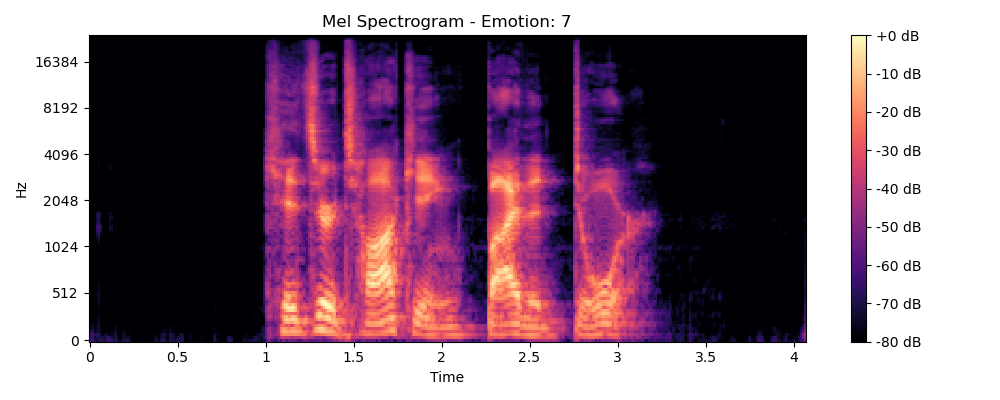 Mel Spectrogram - Emotion: 7
Hz
16384
8192
4096
2048
1024
512
0
0 0.5 1 1.5 2 2.5 3 3.5 4
Time
+0 dB
-10 dB
-20 dB
-30 dB
-40 dB
-50 dB
-60 dB
-70 dB
-80 dB